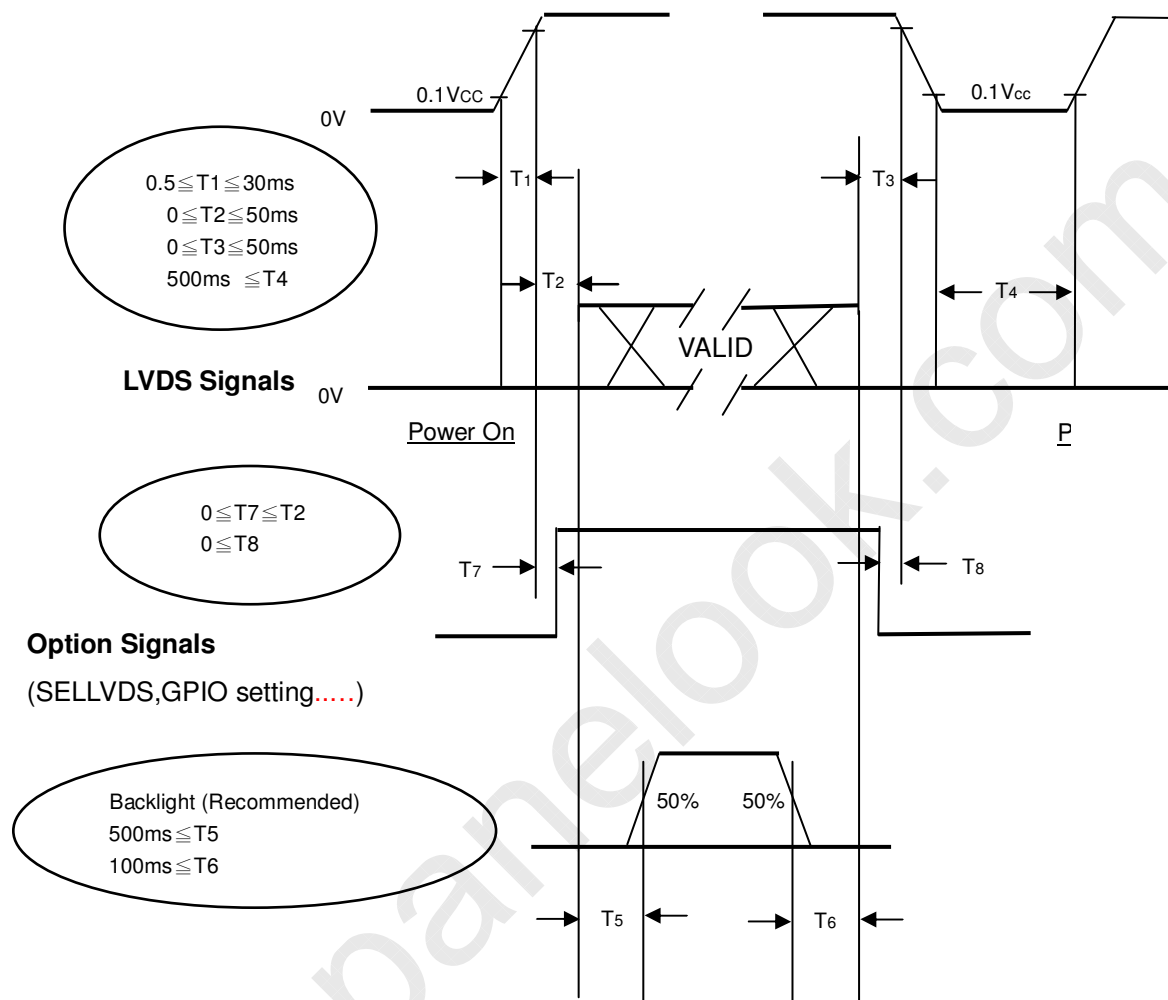 0.1Vcc
0.1Vcc
0V
0.5≦T1≦30ms
0≦T2≦50ms
0≦T3≦50ms
500ms ≦T4
T1
T3
T2
T4
VALID
LVDS Signals
0V
Power On
P
0≦T7≦T2
0≦T8
T7
T8
Option Signals
(SELLVDS,GPIO setting.....)
Backlight (Recommended)
500ms≦T5
100ms≦T6
50%
50%
T5
T6
panelook.com